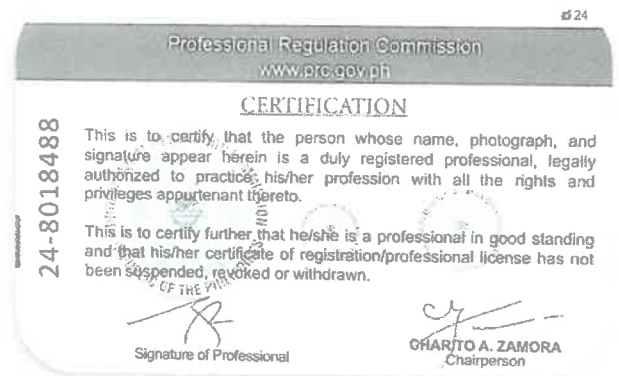 24
Professional Regulation Commission
www.prc.gov.ph
CERTIFICATION
24-8018488
This is to certify that the person whose name, photograph, and
signature appear herein is a duly registered professional, legally
authorized to practice his/her profession with all the rights and
privileges appurtenant thereto.
This is to certify further that he/she is a professional in good standing
and that his/her certificate of registration/professional license has not
been suspended, revoked or withdrawn.
OF THE
Signature of Professional
CHARITO A. ZAMORA
Chairperson